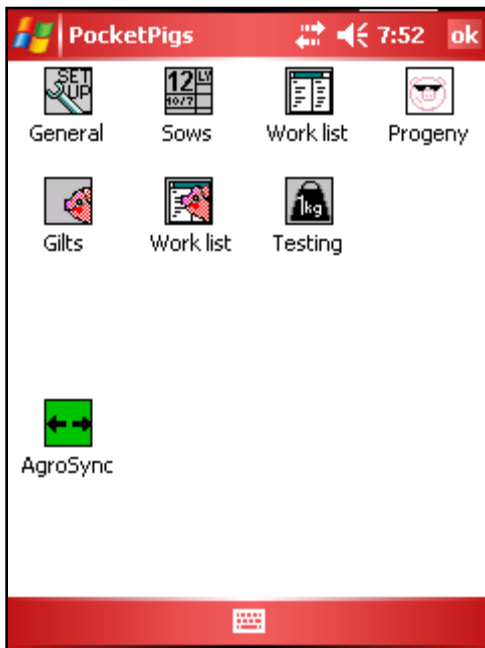 PocketPigs 7:52 ok
SET
UP
12 LY
10/7
General Sows Work list Progeny
1kg
Gilts Work list Testing
AgroSync